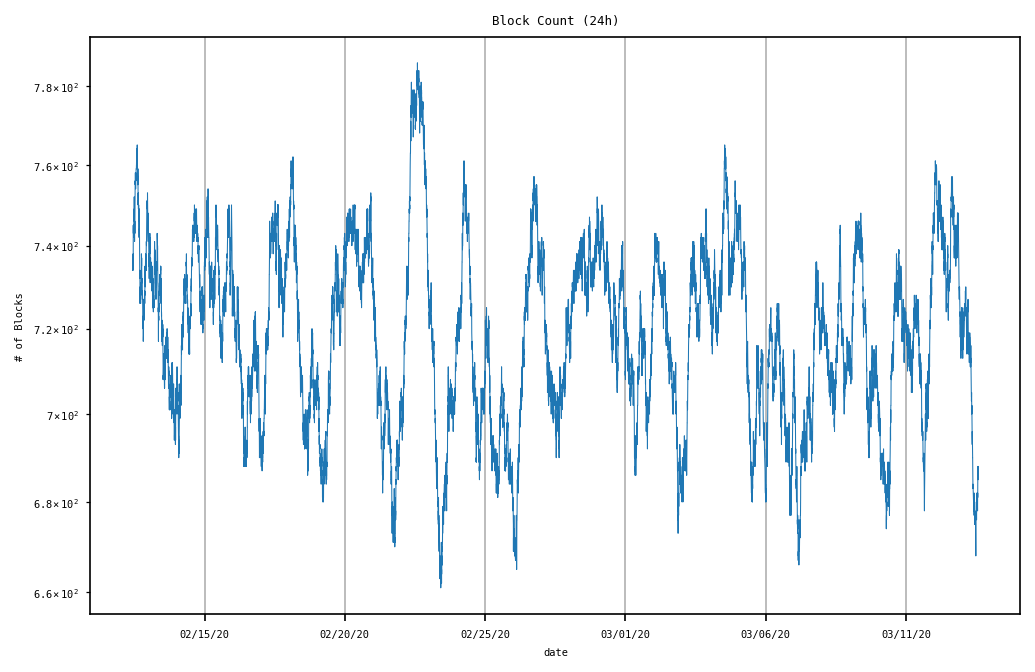 Block Count (24h)
# of Blocks
7.8×10²
7.6×10²
7.4×10²
7.2×10²
7×10²
6.8×10²
6.6×10²
02/15/20 02/20/20 02/25/20 03/01/20 03/06/20 03/11/20
date